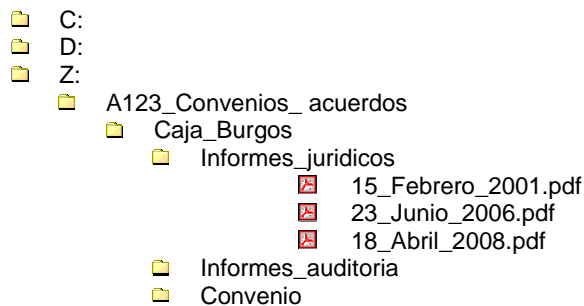 C:
D:
Z:
A123_Convenios_ acuerdos
Caja_Burgos
Informes_juridicos
15_Febrero_2001.pdf
23_Junio_2006.pdf
18_Abril_2008.pdf
Informes_auditoria
Convenio